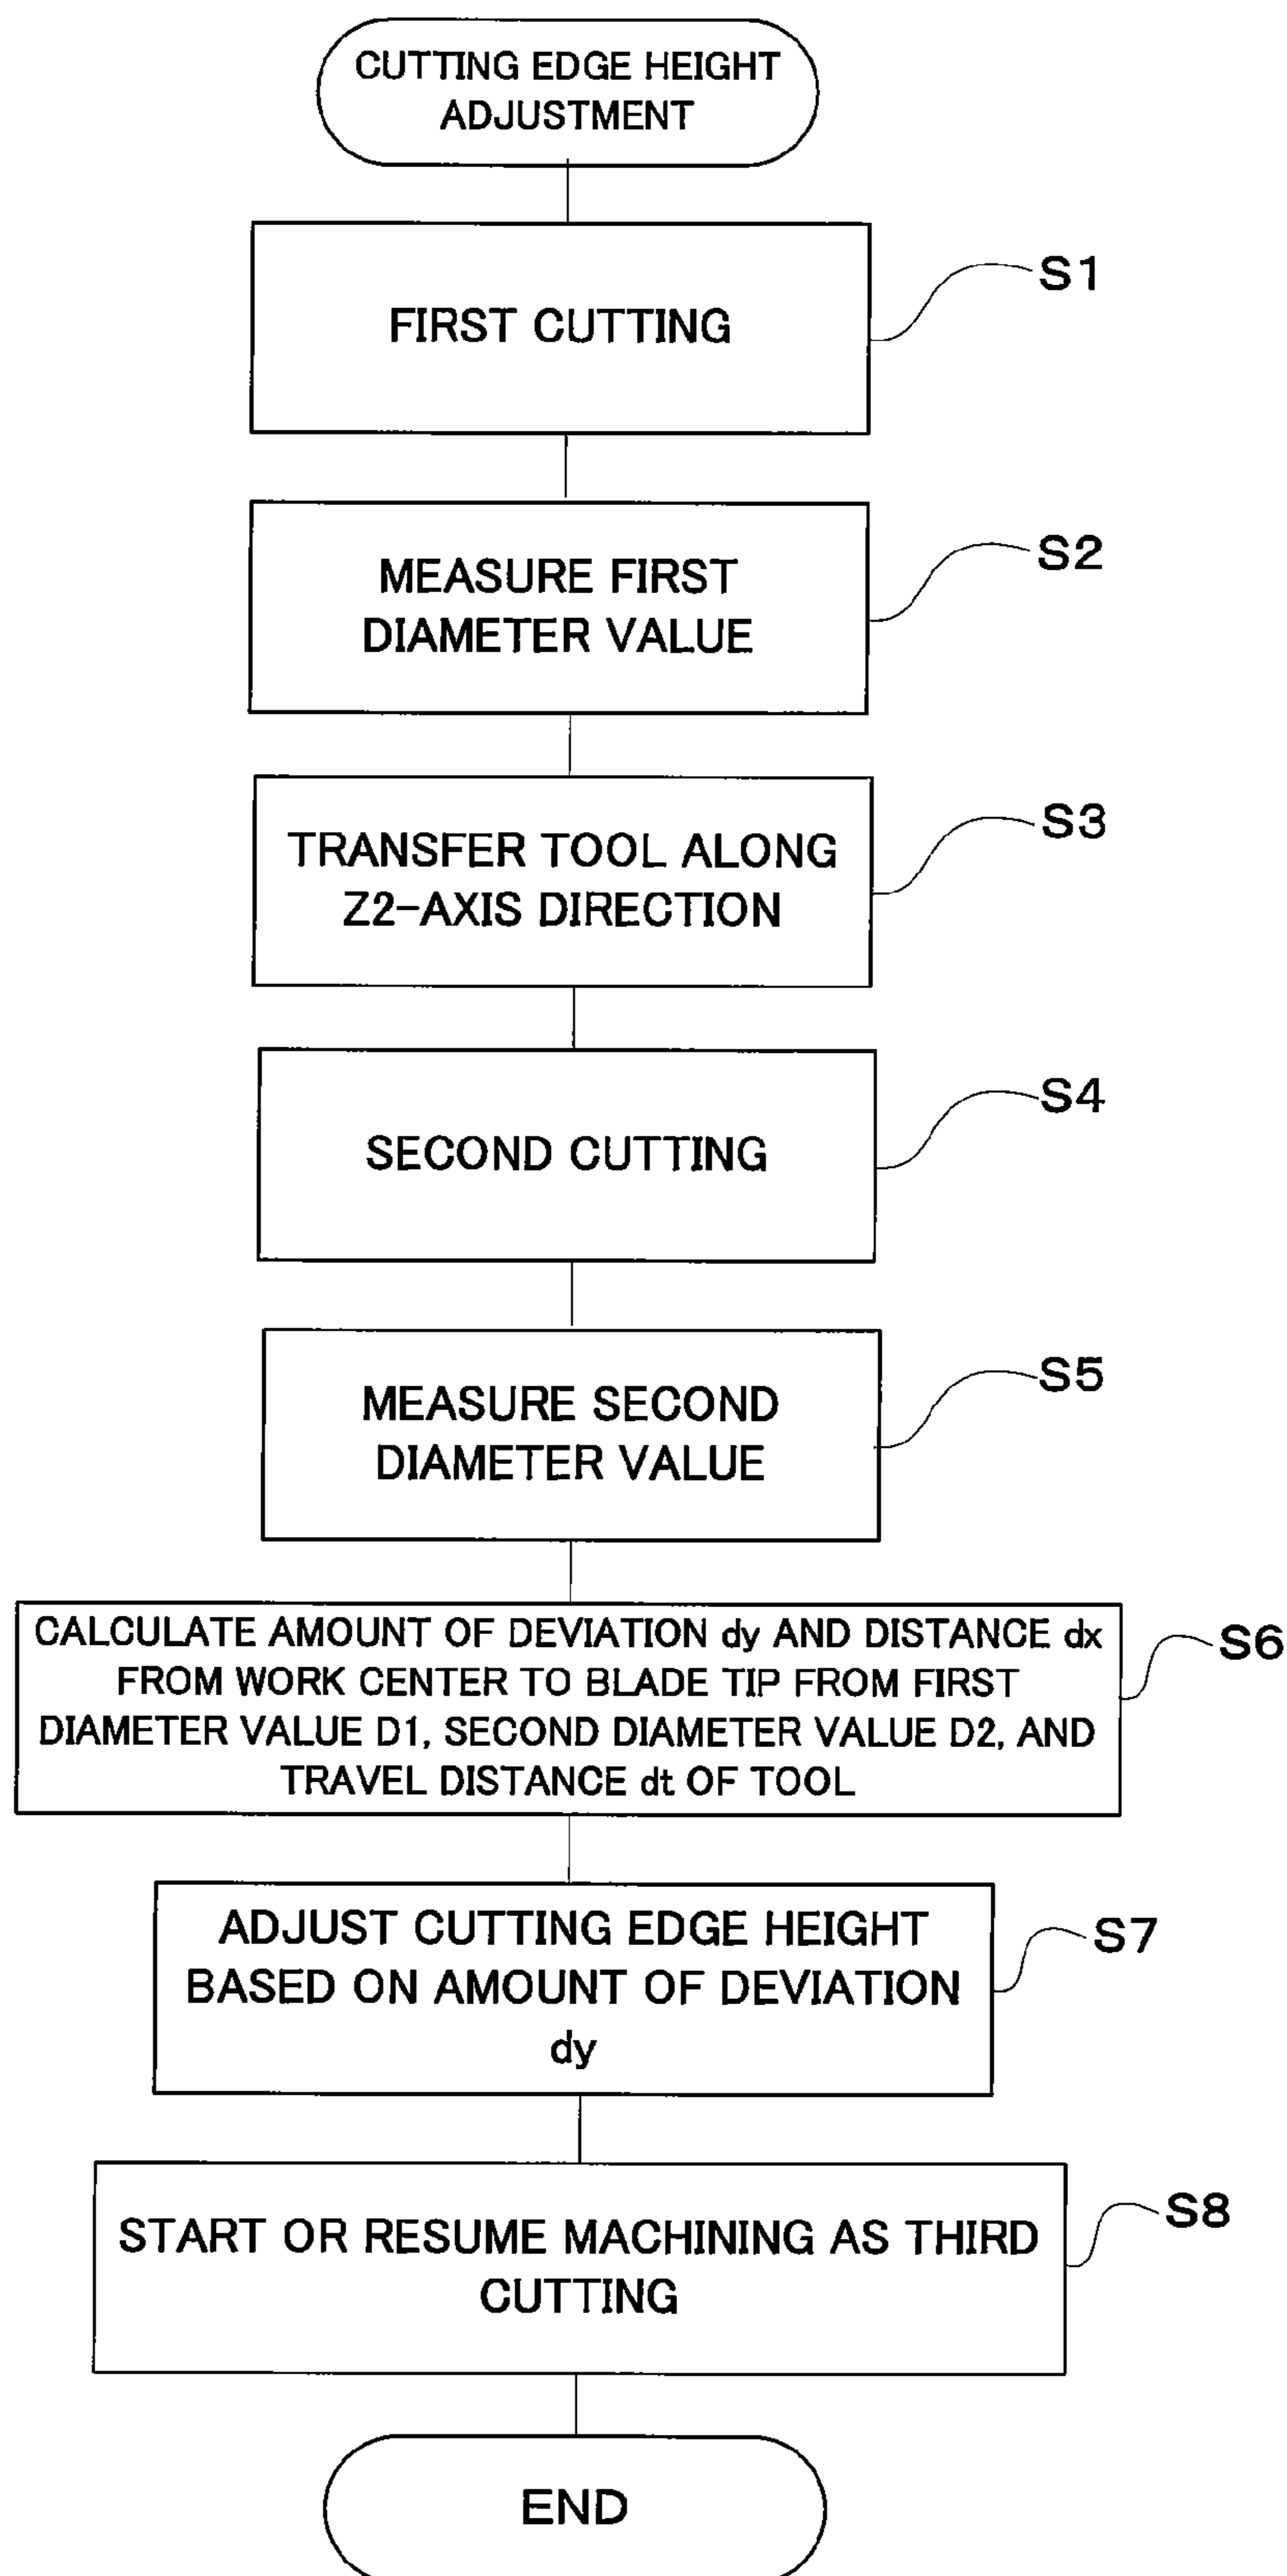 CUTTING EDGE HEIGHT
ADJUSTMENT
FIRST CUTTING
S1
MEASURE FIRST
DIAMETER VALUE
S2
TRANSFER TOOL ALONG
Z2-AXIS DIRECTION
S3
SECOND CUTTING
S4
MEASURE SECOND
DIAMETER VALUE
S5
CALCULATE AMOUNT OF DEVIATION dy AND DISTANCE dx
FROM WORK CENTER TO BLADE TIP FROM FIRST
DIAMETER VALUE D1, SECOND DIAMETER VALUE D2, AND
TRAVEL DISTANCE dt OF TOOL
S6
ADJUST CUTTING EDGE HEIGHT
BASED ON AMOUNT OF DEVIATION
dy
S7
START OR RESUME MACHINING AS THIRD
CUTTING
S8
END